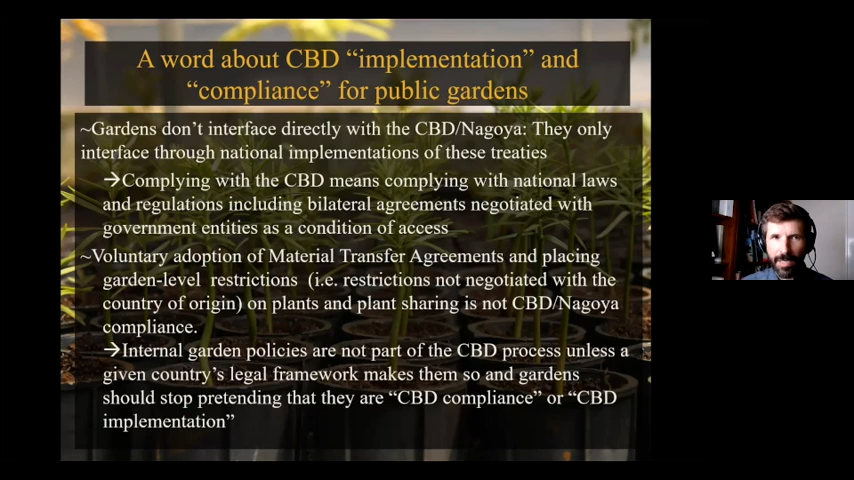 A word about CBD “implementation” and
“compliance” for public gardens
~Gardens don’t interface directly with the CBD/Nagoya: They only
interface through national implementations of these treaties
→Complying with the CBD means complying with national laws
and regulations including bilateral agreements negotiated with
government entities as a condition of access
~Voluntary adoption of Material Transfer Agreements and placing
garden-level restrictions (i.e. restrictions not negotiated with the
country of origin) on plants and plant sharing is not CBD/Nagoya
compliance.
→Internal garden policies are not part of the CBD process unless a
given country’s legal framework makes them so and gardens
should stop pretending that they are “CBD compliance” or “CBD
implementation”